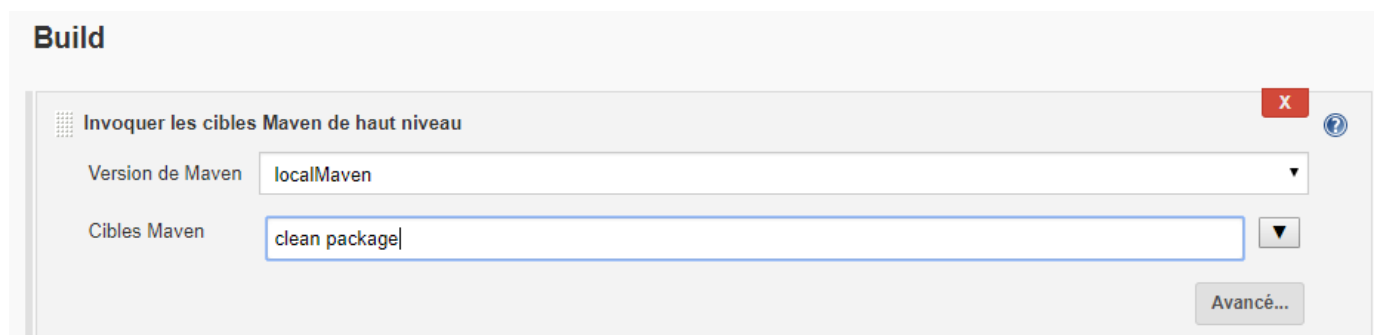 Build
X
Invoquer les cibles Maven de haut niveau
Version de Maven localMaven
Cibles Maven clean package
Avancé...